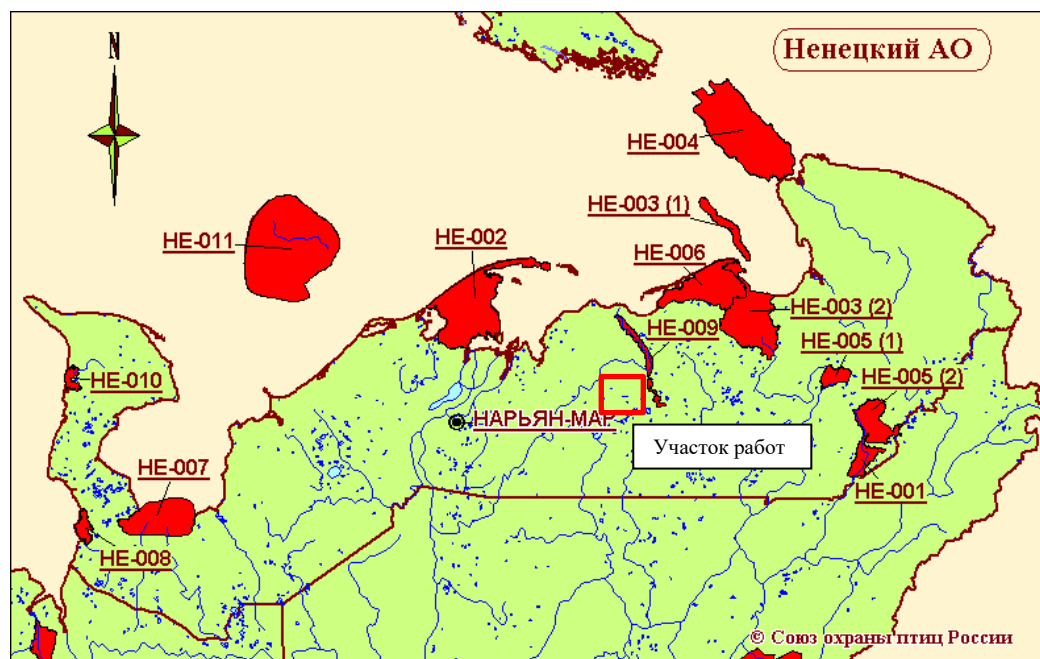 N
Ненецкий АО
НЕ-004
НЕ-003 (1)
НЕ-011
НЕ-002
НЕ-006
НЕ-003 (2)
НЕ-009
НЕ-005 (1)
НЕ-010
НЕ-005 (2)
НАРЬЯН-МАР
Участок работ
НЕ-007
НЕ-001
НЕ-008
© Союз охраны птиц России